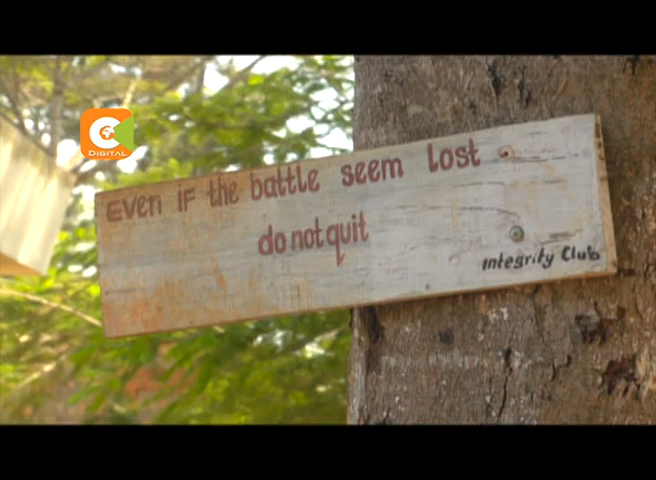 C
DIGITAL
Even if the battle seem lost
do not quit
Integrity Club